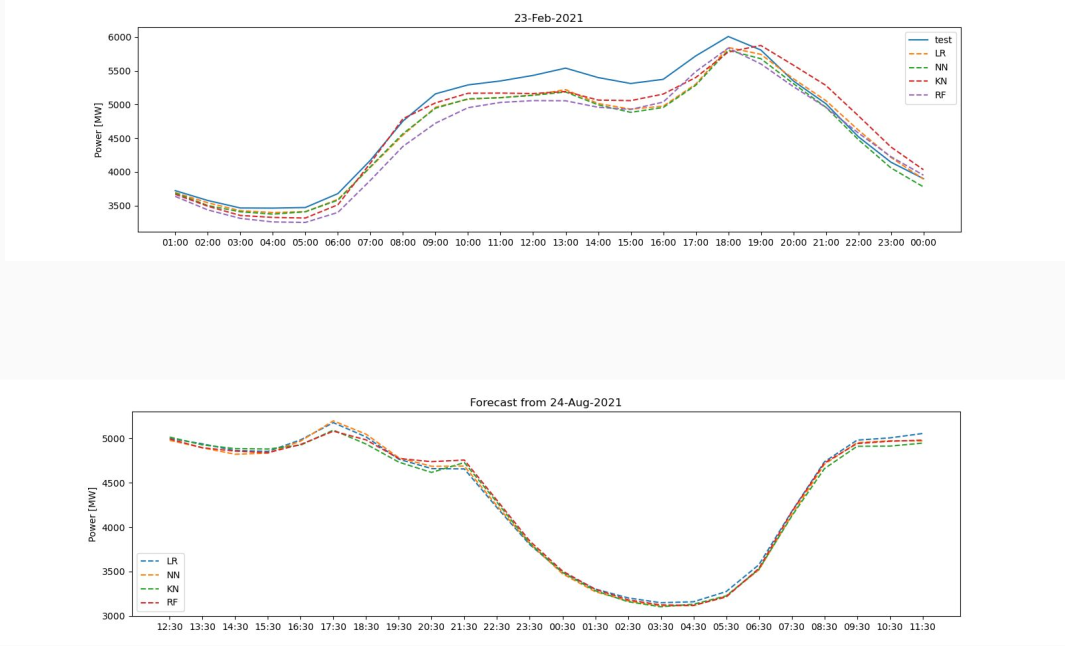 23-Feb-2021
6000
5500
5000
4500
4000
3500
Power [MW]
test
LR
NN
KN
RF
01:00 02:00 03:00 04:00 05:00 06:00 07:00 08:00 09:00 10:00 11:00 12:00 13:00 14:00 15:00 16:00 17:00 18:00 19:00 20:00 21:00 22:00 23:00 00:00
Forecast from 24-Aug-2021
5000
4500
4000
3500
3000
Power [MW]
LR
NN
KN
RF
12:30 13:30 14:30 15:30 16:30 17:30 18:30 19:30 20:30 21:30 22:30 23:30 00:30 01:30 02:30 03:30 04:30 05:30 06:30 07:30 08:30 09:30 10:30 11:30